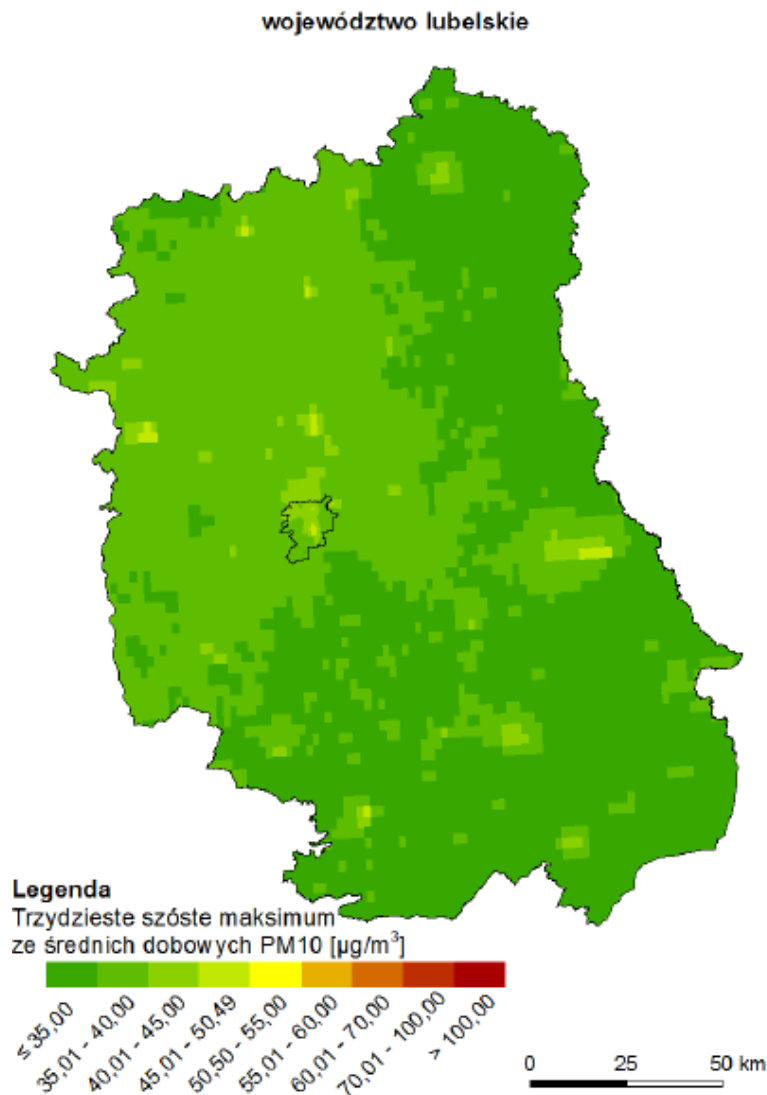 województwo lubelskie
Legenda
Trzydzieste szóste maksimum
ze średnich dobowych PM10 [µg/m³]
≤ 35,00
35,01 - 40,00
40,01 - 45,00
45,01 - 50,49
50,50 - 55,00
55,01 - 60,00
60,01 - 70,00
70,01 - 100,00
> 100,00
0 25 50 km